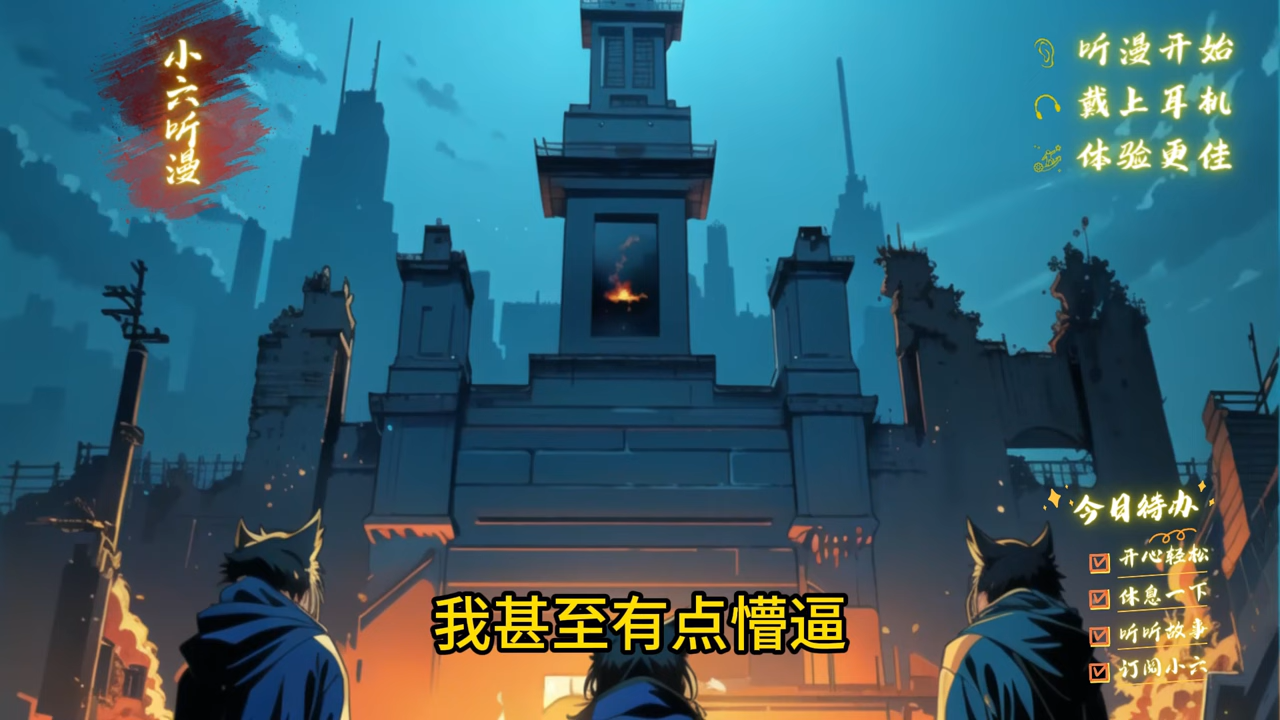 小六听漫
听漫开始
戴上耳机
体验更佳
今日待办
开心轻松
休息一下
听听故事
订阅小六
我甚至有点懵逼